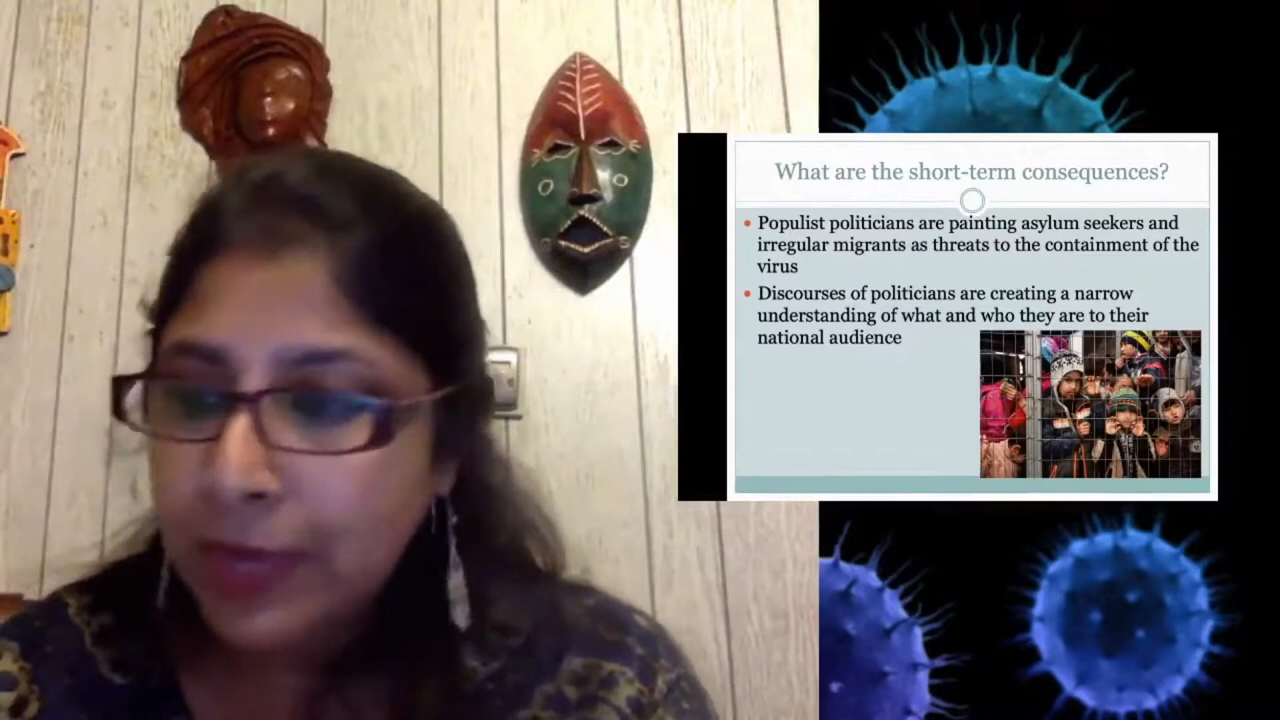 What are the short-term consequences?
• Populist politicians are painting asylum seekers and
irregular migrants as threats to the containment of the
virus
• Discourses of politicians are creating a narrow
understanding of what and who they are to their
national audience